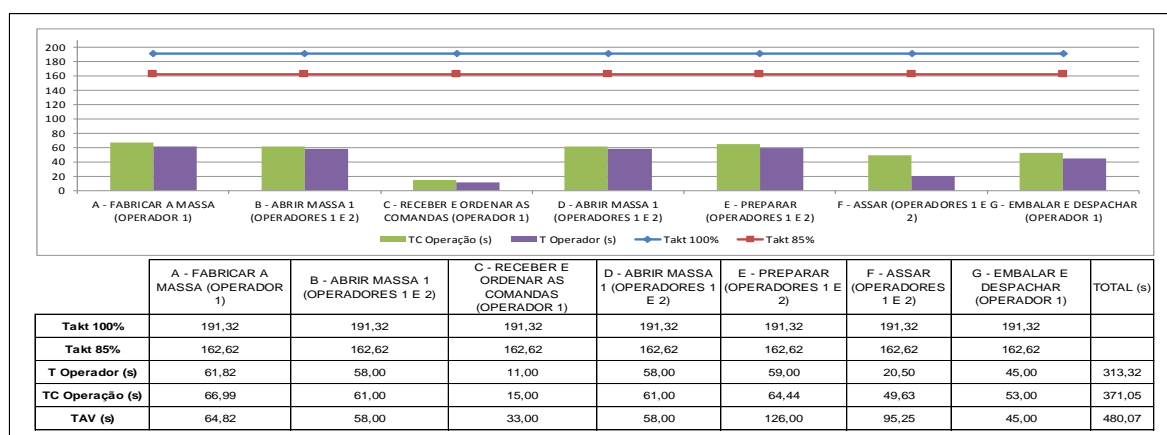 200
180
160
140
120
100
80
60
40
20
0
A - FABRICAR A MASSA
(OPERADOR 1)
B - ABRIR MASSA 1
(OPERADORES 1 E 2)
C - RECEBER E ORDENAR AS
COMANDAS (OPERADOR 1)
D - ABRIR MASSA 1
(OPERADORES 1 E 2)
E - PREPARAR
(OPERADORES 1 E 2)
F - ASSAR (OPERADORES 1 E
2)
G - EMBALAR E DESPACHAR
(OPERADOR 1)
TC Operação (s) T Operador (s) Takt 100% Takt 85%
A - FABRICAR A
MASSA (OPERADOR
1)
B - ABRIR MASSA 1
(OPERADORES 1 E 2)
C - RECEBER E
ORDENAR AS
COMANDAS
(OPERADOR 1)
D - ABRIR MASSA
1 (OPERADORES 1
E 2)
E - PREPARAR
(OPERADORES 1 E
2)
F - ASSAR
(OPERADORES
1 E 2)
G - EMBALAR E
DESPACHAR
(OPERADOR 1)
TOTAL (s)
Takt 100% 191,32 191,32 191,32 191,32 191,32 191,32 191,32
Takt 85% 162,62 162,62 162,62 162,62 162,62 162,62 162,62
T Operador (s) 61,82 58,00 11,00 58,00 59,00 20,50 45,00 313,32
TC Operação (s) 66,99 61,00 15,00 61,00 64,44 49,63 53,00 371,05
TAV (s) 64,82 58,00 33,00 58,00 126,00 95,25 45,00 480,07